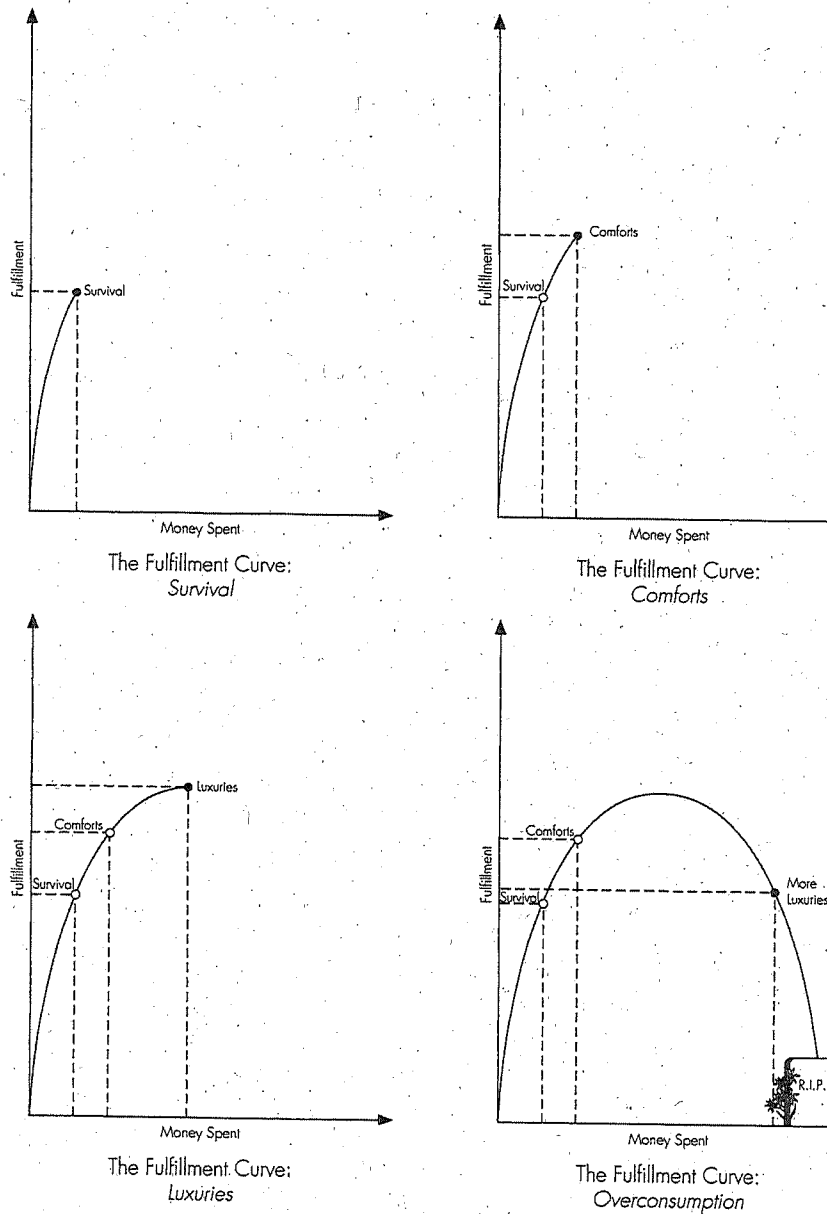 Fulfillment
Survival
Money Spent
The Fulfillment Curve:
Survival
Fulfillment
Comforts
Survival
Money Spent
The Fulfillment Curve:
Comforts
Fulfillment
Luxuries
Comforts
Survival
Money Spent
The Fulfillment Curve:
Luxuries
Fulfillment
Comforts
Survival
More
Luxuries
R.I.P.
Money Spent
The Fulfillment Curve:
Overconsumption